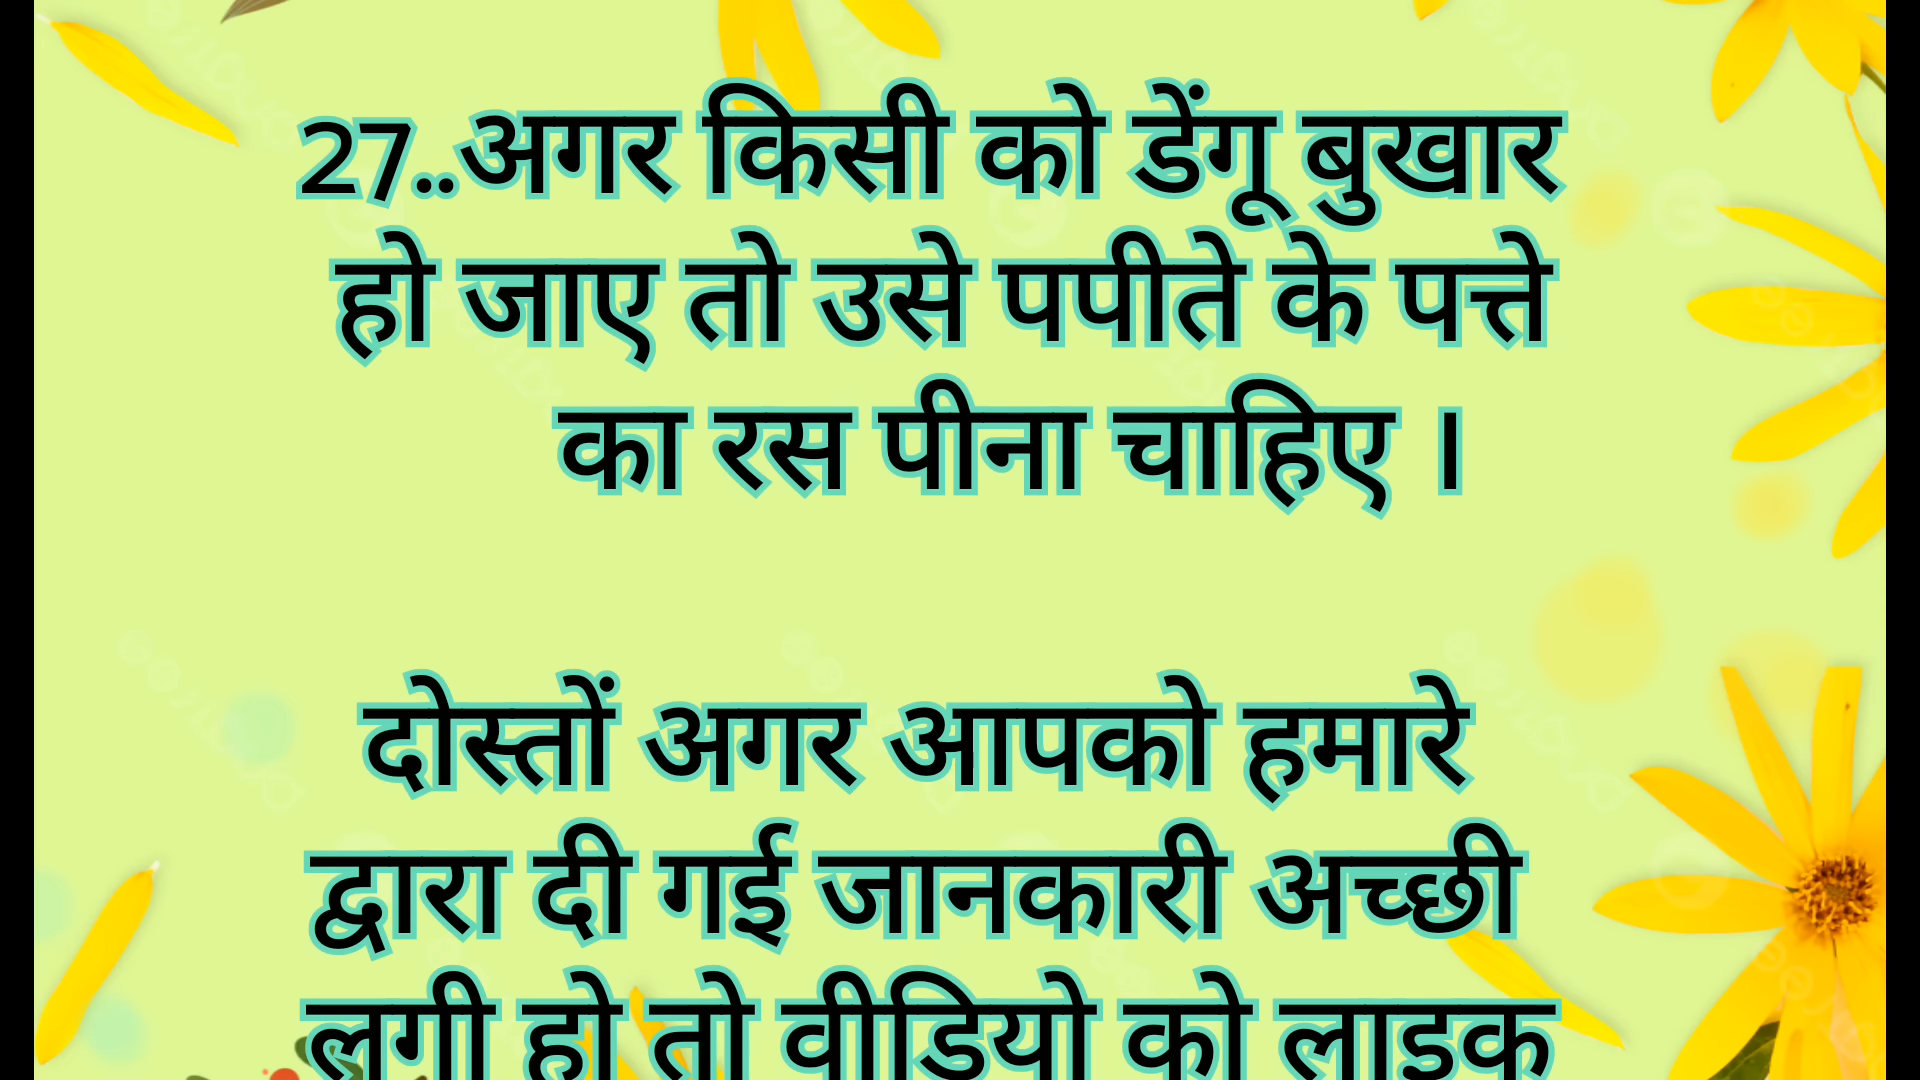 27..अगर किसी को डेंगू बुखार
हो जाए तो उसे पपीते के पत्ते
का रस पीना चाहिए ।
दोस्तों अगर आपको हमारे
द्वारा दी गई जानकारी अच्छी
लगी हो तो वीडियो को लाइक